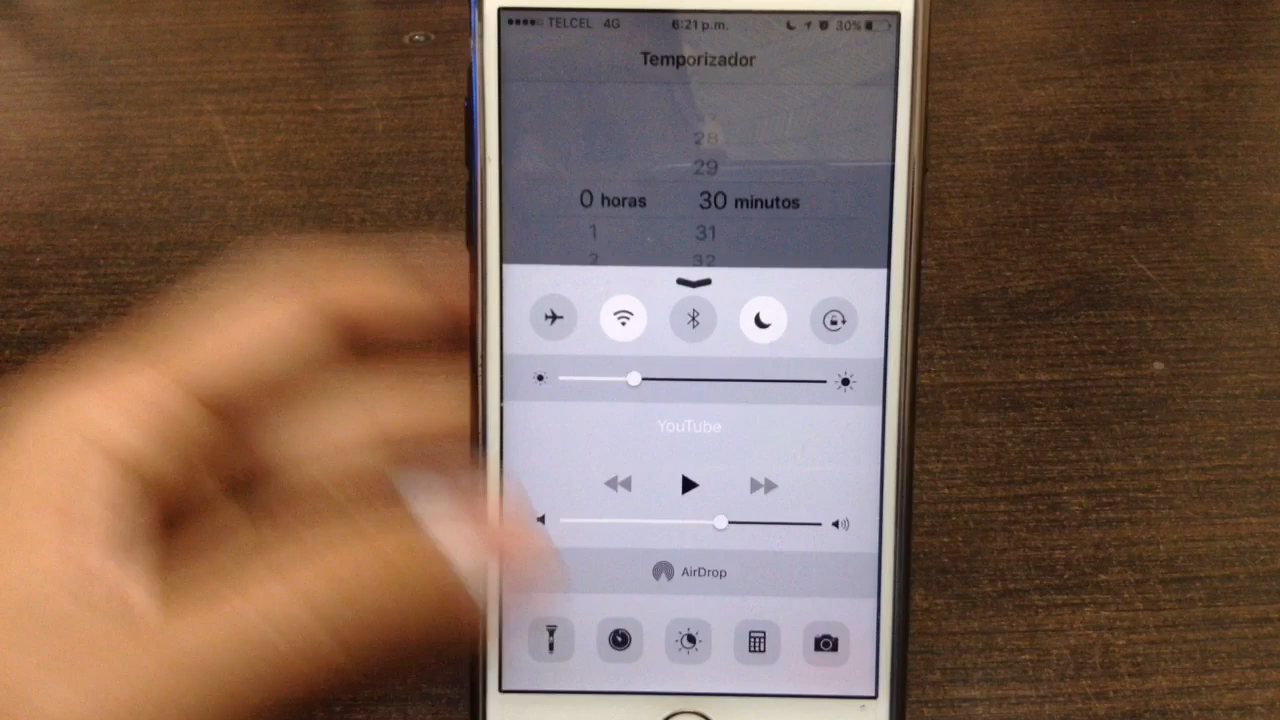 TELCEL 4G 6:21 p.m. 30%
Temporizador
28
29
0 horas 30 minutos
1 31
2 32
YouTube
AirDrop